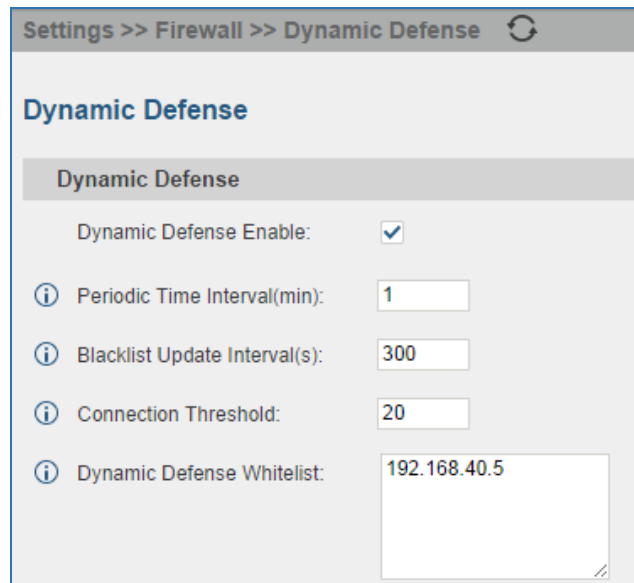 Settings >> Firewall >> Dynamic Defense
Dynamic Defense
Dynamic Defense
Dynamic Defense Enable:
Periodic Time Interval(min): 1
Blacklist Update Interval(s): 300
Connection Threshold: 20
Dynamic Defense Whitelist: 192.168.40.5